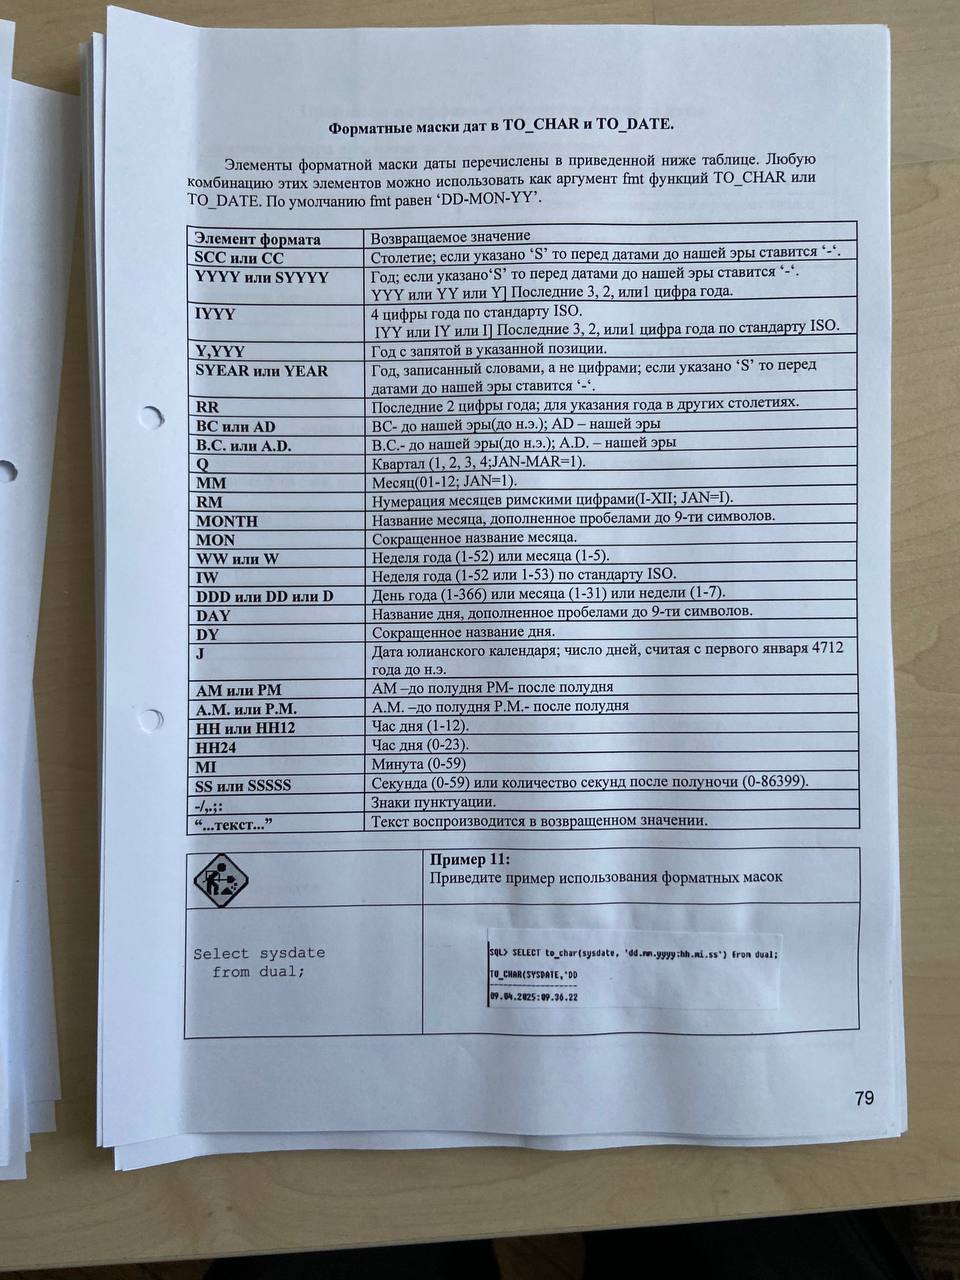 Форматные маски дат в TO_CHAR и TO_DATE.
Элементы форматной маски даты перечислены в приведенной ниже таблице. Любую
комбинацию этих элементов можно использовать как аргумент fmt функций TO_CHAR или
TO_DATE. По умолчанию fmt равен ‘DD-MON-YY’.
Элемент формата Возвращаемое значение
SCC или CC Столетие; если указано ‘S’ то перед датами до нашей эры ставится ‘-‘.
YYYY или SYYYY Год; если указано‘S’ то перед датами до нашей эры ставится ‘-‘.
YYY или YY или Y] Последние 3, 2, или1 цифра года.
IYYY 4 цифры года по стандарту ISO.
IYY или IY или I] Последние 3, 2, или1 цифра года по стандарту ISO.
Y,YYY Год с запятой в указанной позиции.
SYEAR или YEAR Год, записанный словами, а не цифрами; если указано ‘S’ то перед
датами до нашей эры ставится ‘-‘.
RR Последние 2 цифры года; для указания года в других столетиях.
BC или AD BC- до нашей эры(до н.э.); AD – нашей эры
B.C. или A.D. B.C.- до нашей эры(до н.э.); A.D. – нашей эры
Q Квартал (1, 2, 3, 4;JAN-MAR=1).
MM Месяц(01-12; JAN=1).
RM Нумерация месяцев римскими цифрами(I-XII; JAN=I).
MONTH Название месяца, дополненное пробелами до 9-ти символов.
MON Сокращенное название месяца.
WW или W Неделя года (1-52) или месяца (1-5).
IW Неделя года (1-52 или 1-53) по стандарту ISO.
DDD или DD или D День года (1-366) или месяца (1-31) или недели (1-7).
DAY Название дня, дополненное пробелами до 9-ти символов.
DY Сокращенное название дня.
J Дата юлианского календаря; число дней, считая с первого января 4712
года до н.э.
AM или PM AM –до полудня PM- после полудня
A.M. или P.M. A.M. –до полудня P.M.- после полудня
HH или HH12 Час дня (1-12).
HH24 Час дня (0-23).
MI Минута (0-59)
SS или SSSSS Секунда (0-59) или количество секунд после полуночи (0-86399).
-/,.;: Знаки пунктуации.
“...текст...” Текст воспроизводится в возвращенном значении.
Пример 11:
Приведите пример использования форматных масок
Select sysdate
from dual;
SQL> SELECT to_char(sysdate, 'dd.mm.yyyy:hh.mi.ss') from dual;
TO_CHAR(SYSDATE,'DD
-------------------
09.04.2025:09.36.22
79